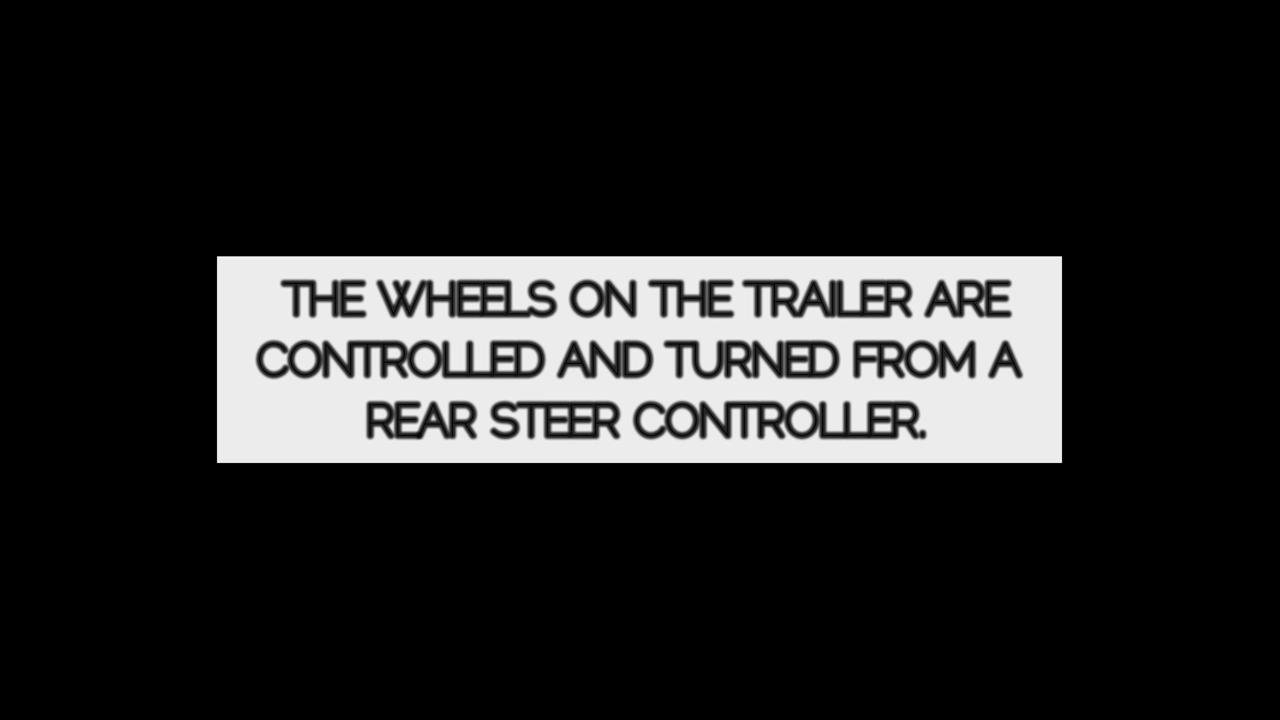 THE WHEELS ON THE TRAILER ARE
CONTROLLED AND TURNED FROM A
REAR STEER CONTROLLER.